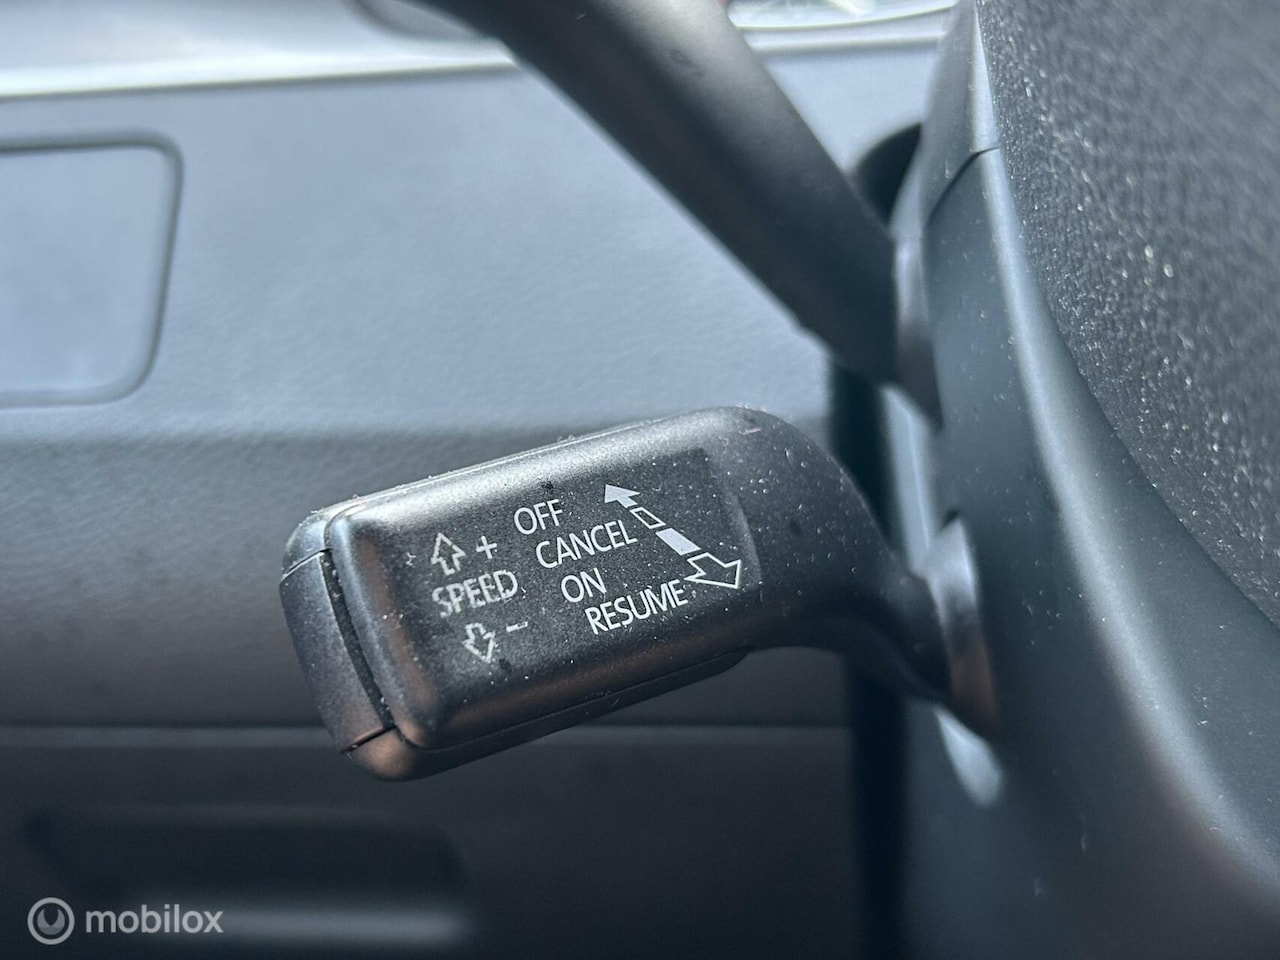 OFF
CANCEL
+
SPEED
ON
RESUME
-
mobilox